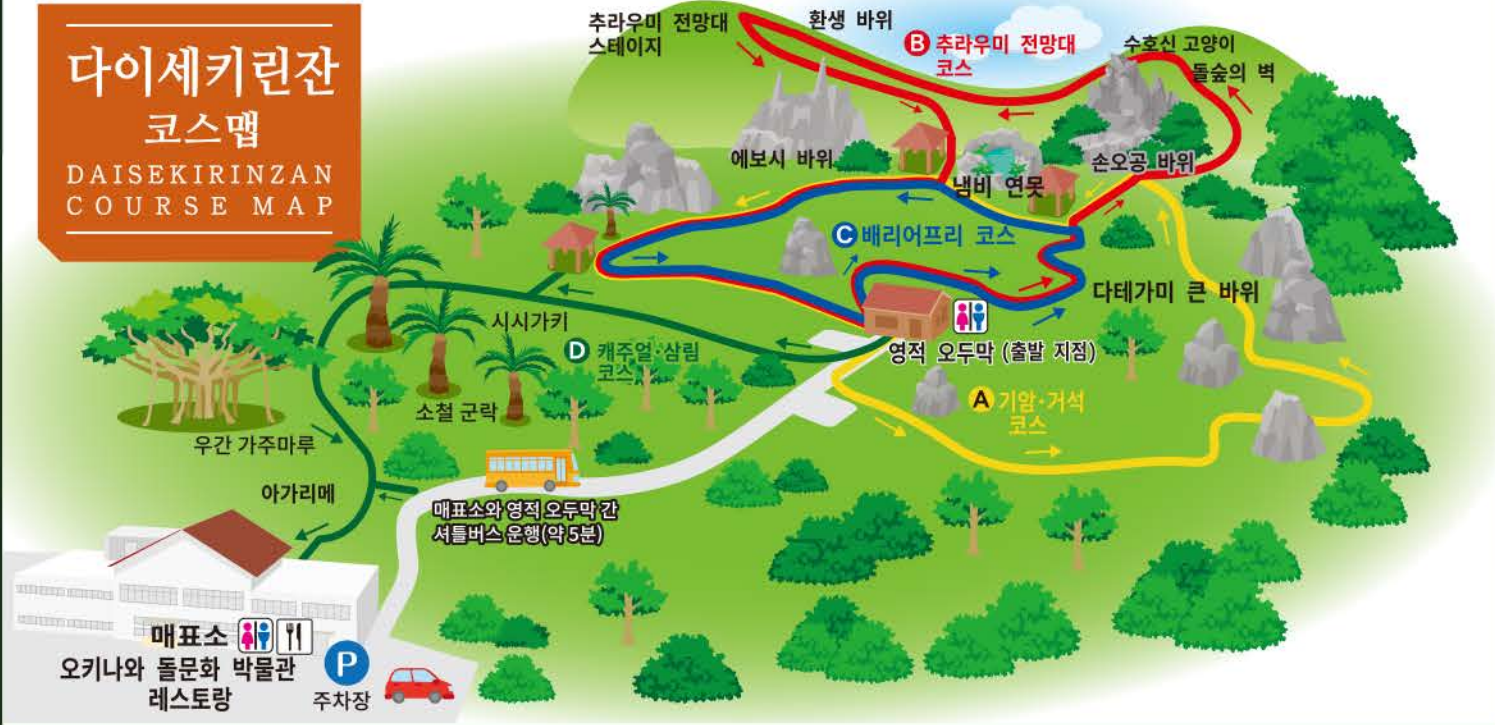 다이세키린잔
코스맵
DAISEKIRINZAN
COURSE MAP
추라우미 전망대
스테이지
환생 바위
B 추라우미 전망대
코스
수호신 고양이
돌숲의 벽
에보시 바위
냄비 연못
손오공 바위
C 배리어프리 코스
다테가미 큰 바위
시시가키
D 캐주얼·삼림
코스
영적 오두막 (출발 지점)
A 기암·거석
코스
소철 군락
우간 가주마루
아가리메
매표소와 영적 오두막 간
셔틀버스 운행(약 5분)
매표소
오키나와 돌문화 박물관
레스토랑
P
주차장